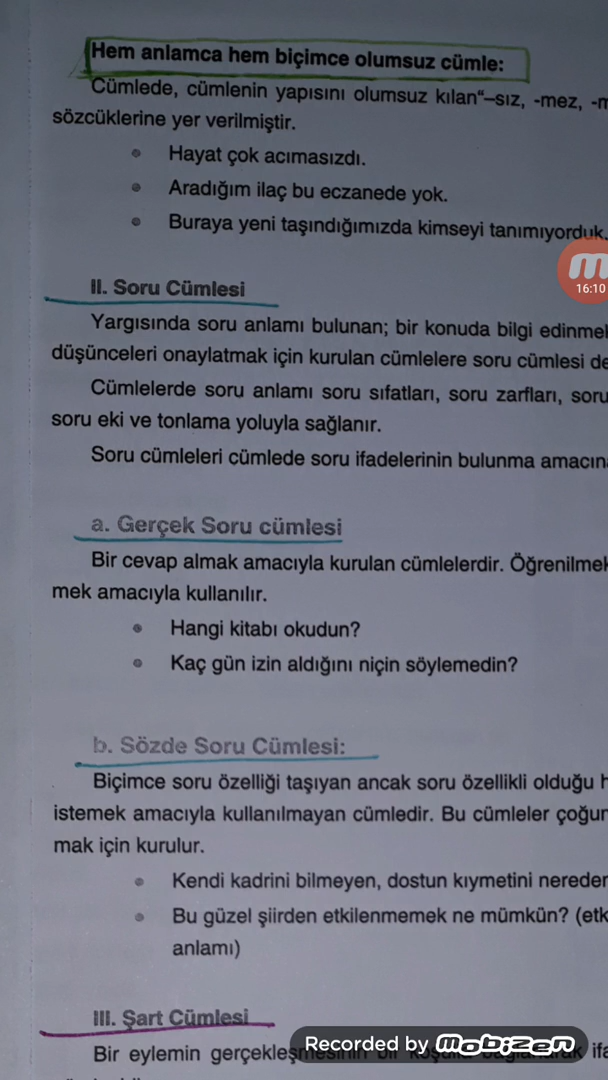 Hem anlamca hem biçimce olumsuz cümle:
Cümlede, cümlenin yapısını olumsuz kılan“–sız, -mez,
sözcüklerine yer verilmiştir.
Hayat çok acımasızdı.
Aradığım ilaç bu eczanede yok.
Buraya yeni taşındığımızda kimseyi tanımıyorduk.
16:10
II. Soru Cümlesi
Yargısında soru anlamı bulunan; bir konuda bilgi
düşünceleri onaylatmak için kurulan cümlelere soru cümlesi
Cümlelerde soru anlamı soru sıfatları, soru zarfları, soru
soru eki ve tonlama yoluyla sağlanır.
Soru cümleleri cümlede soru ifadelerinin bulunma
a. Gerçek Soru cümlesi
Bir cevap almak amacıyla kurulan cümlelerdir.
mek amacıyla kullanılır.
Hangi kitabı okudun?
Kaç gün izin aldığını niçin söylemedin?
b. Sözde Soru Cümlesi:
Biçimce soru özelliği taşıyan ancak soru özellikli olduğu
istemek amacıyla kullanılmayan cümledir. Bu cümleler
mak için kurulur.
Kendi kadrini bilmeyen, dostun kıymetini
Bu güzel şiirden etkilenmemek ne mümkün?
anlamı)
III. Şart Cümlesi
Recorded by Mobizen
Bir eylemin